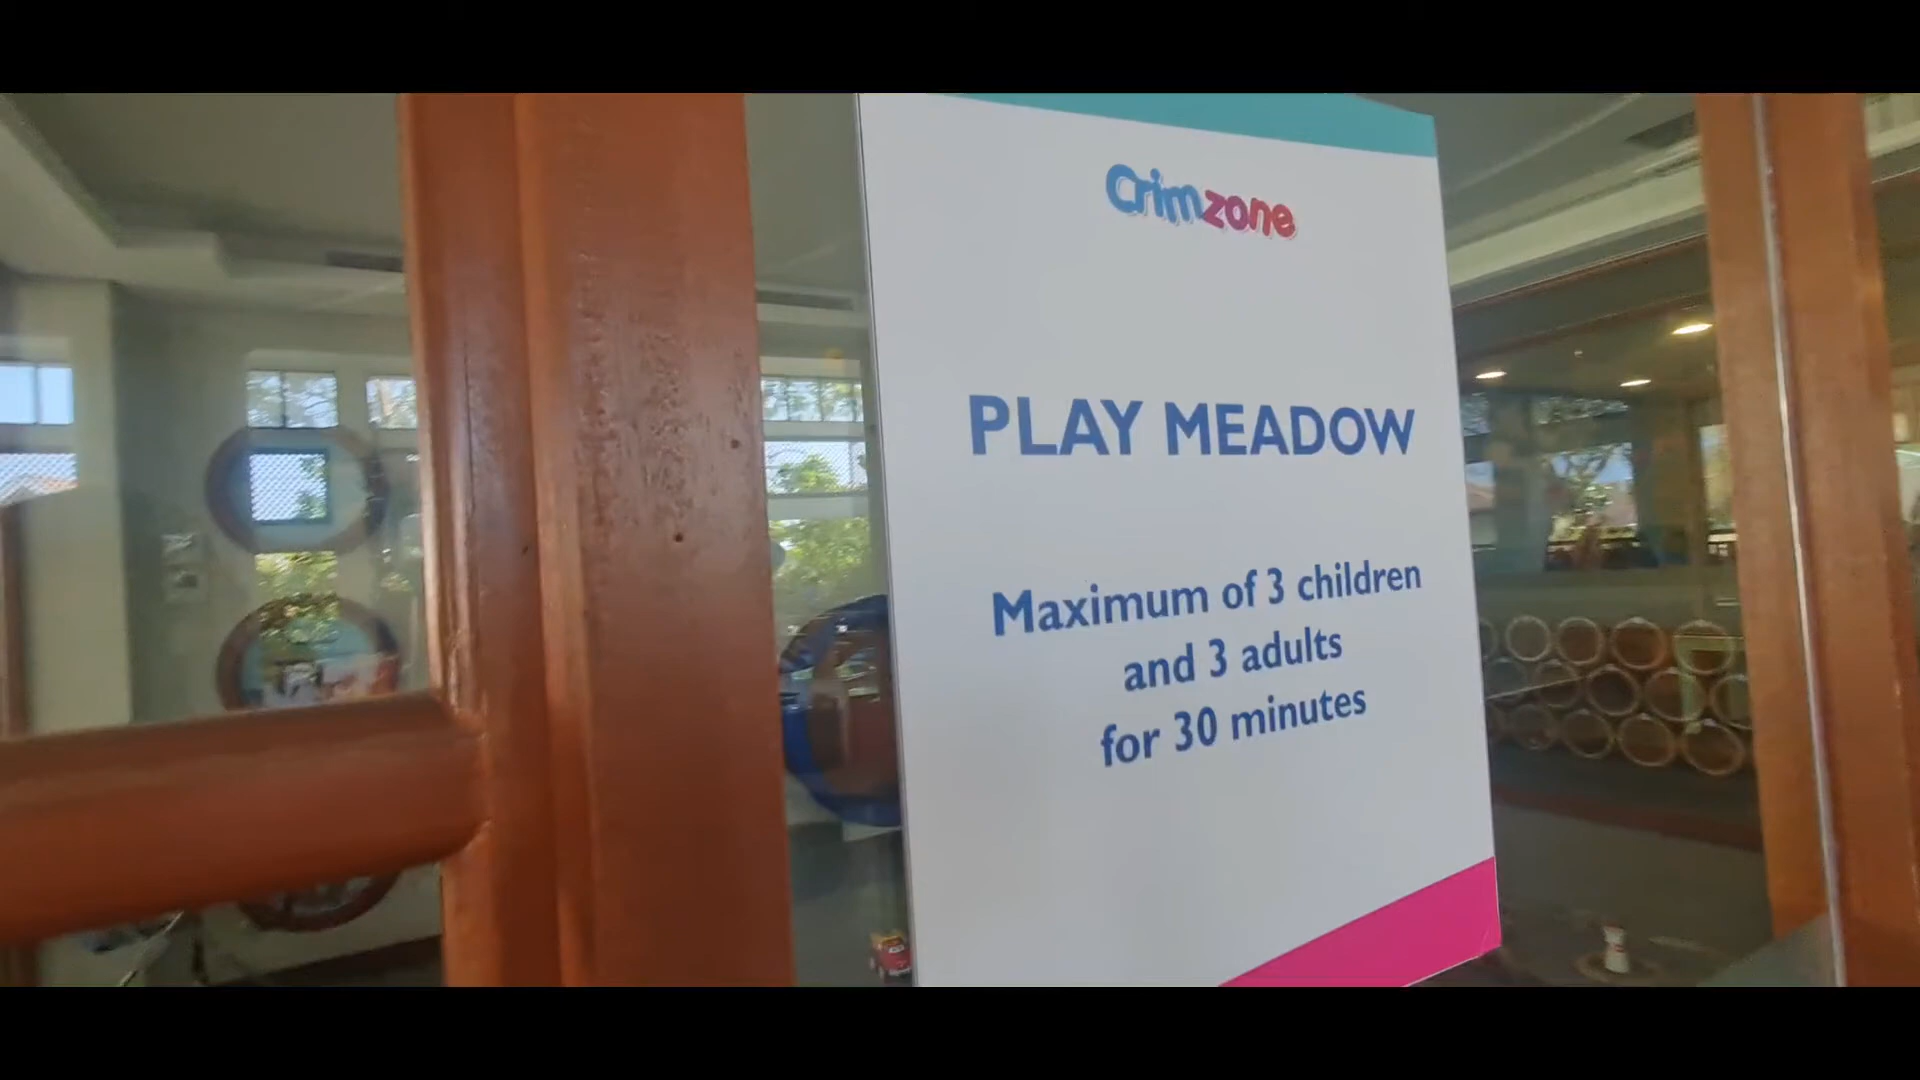 Crimzone
PLAY MEADOW
Maximum of 3 children
and 3 adults
for 30 minutes